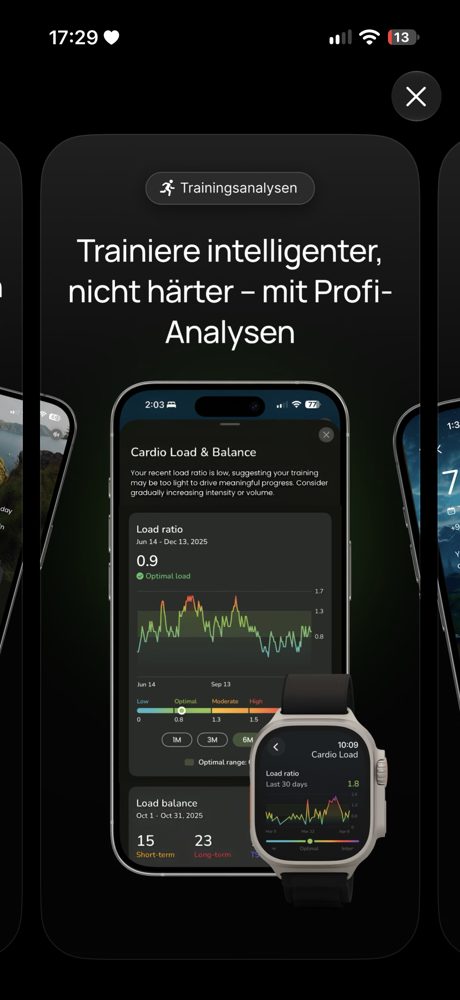 17:29
13
Trainingsanalysen
Trainiere intelligenter,
nicht härter – mit Profi-
Analysen
2:03
77
Cardio Load & Balance
Your recent load ratio is low, suggesting your training
may be too light to drive meaningful progress. Consider
gradually increasing intensity or volume.
Load ratio
Jun 14 - Dec 13, 2025
0.9
Optimal load
1.7
1.3
0.8
Jun 14
Sep 13
Low
Optimal
Moderate
High
0
0.8
1.3
1.5
1M
3M
6M
Optimal range:
Load balance
Oct 1 - Oct 31, 2025
15
23
Short-term
Long-term
10:09
Cardio Load
Load ratio
Last 30 days
1.8
Optimal
day
1:3
7